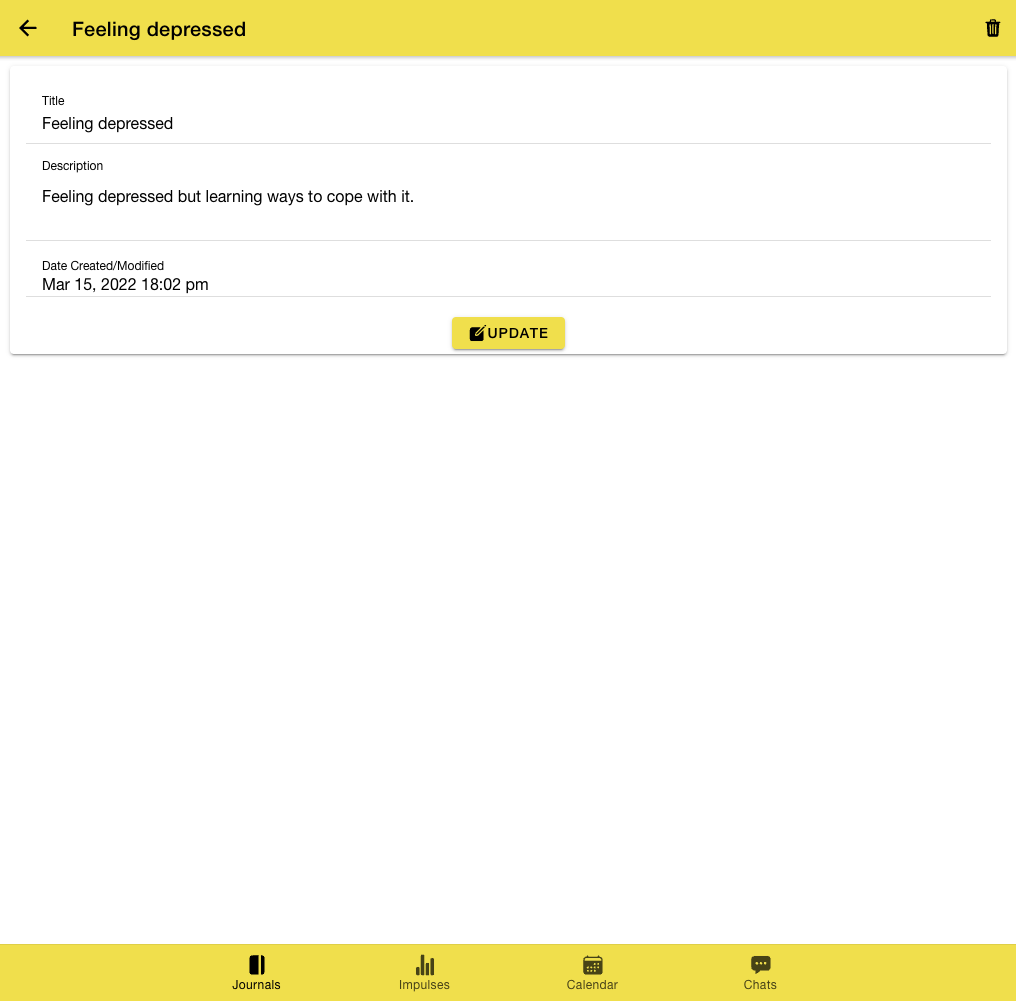 Feeling depressed
Title
Feeling depressed
Description
Feeling depressed but learning ways to cope with it.
Date Created/Modified
Mar 15, 2022 18:02 pm
UPDATE
Journals
Impulses
Calendar
Chats